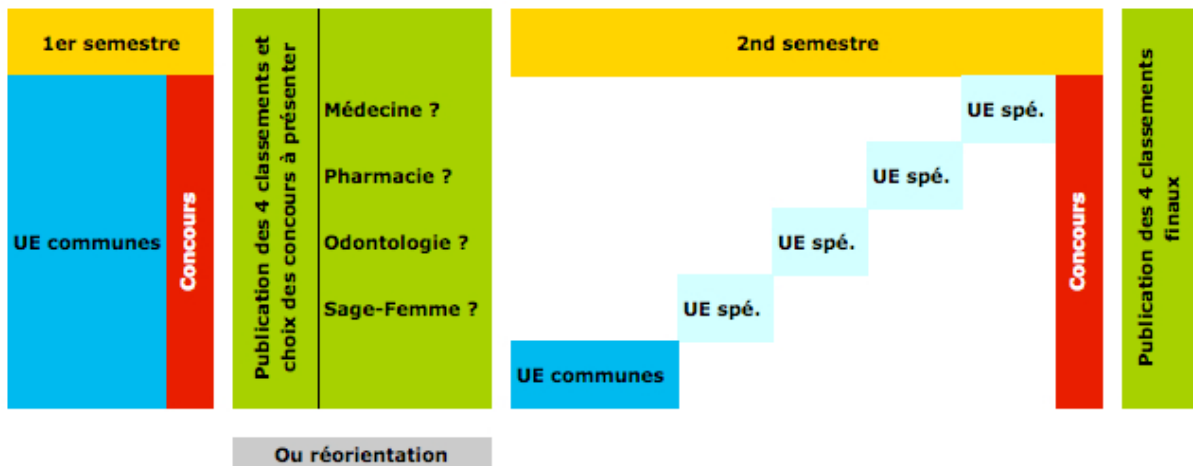 1er semestre
UE communes
Concours
Publication des 4 classements et
choix des concours à présenter
Médecine ?
Pharmacie ?
Odontologie ?
Sage-Femme ?
Ou réorientation
2nd semestre
UE communes
UE spé.
UE spé.
UE spé.
UE spé.
Concours
Publication des 4 classements
finaux